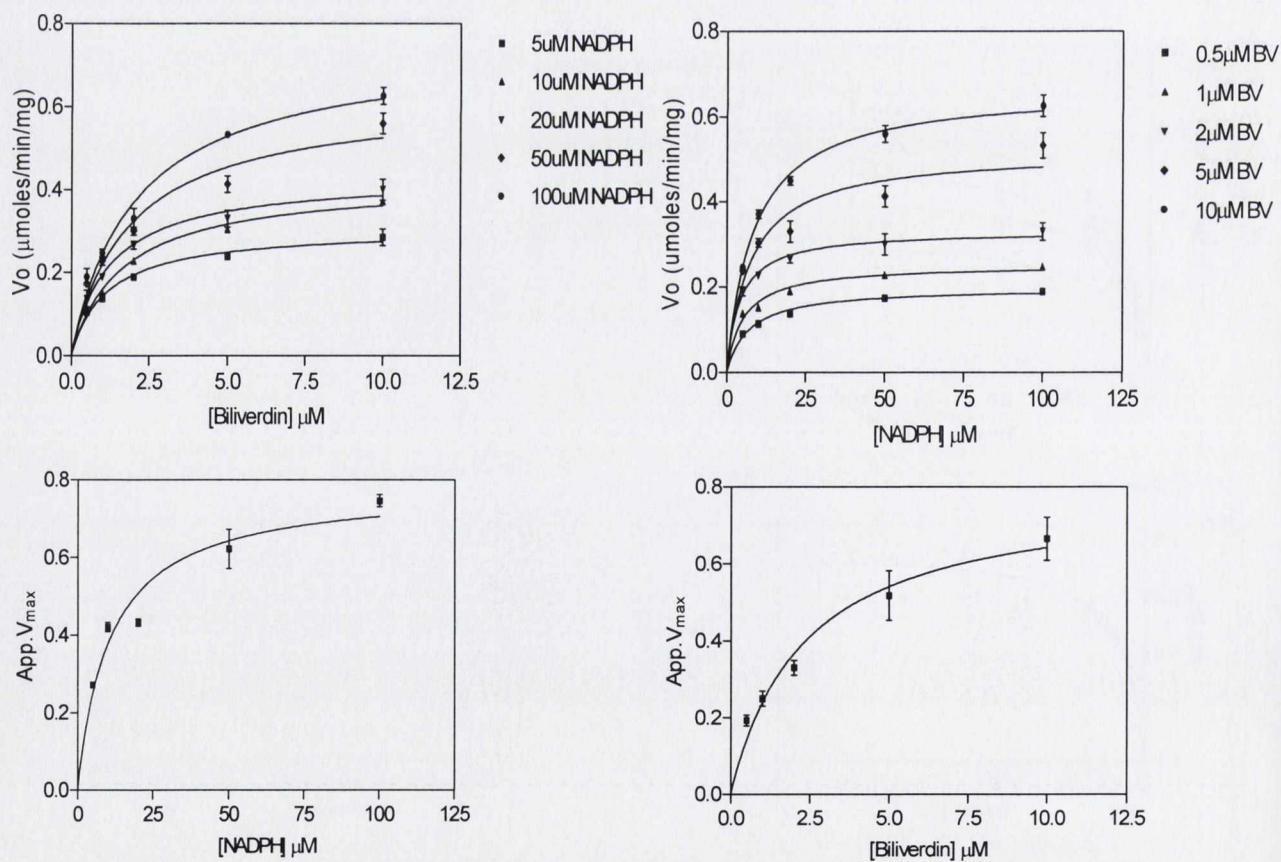 5uM NADPH
10uM NADPH
20uM NADPH
50uM NADPH
100uM NADPH
Vo (µmoles/min/mg)
0.8
0.6
0.4
0.2
0.0
0.0 2.5 5.0 7.5 10.0 12.5
[Biliverdin] µM
0.5µM BV
1µM BV
2µM BV
5µM BV
10µM BV
Vo (umoles/min/mg)
0.8
0.6
0.4
0.2
0.0
0 25 50 75 100 125
[NADPH] µM
App.Vmax
0.8
0.6
0.4
0.2
0.0
0 25 50 75 100 125
[NADPH] µM
App.Vmax
0.8
0.6
0.4
0.2
0.0
0.0 2.5 5.0 7.5 10.0 12.5
[Biliverdin] µM